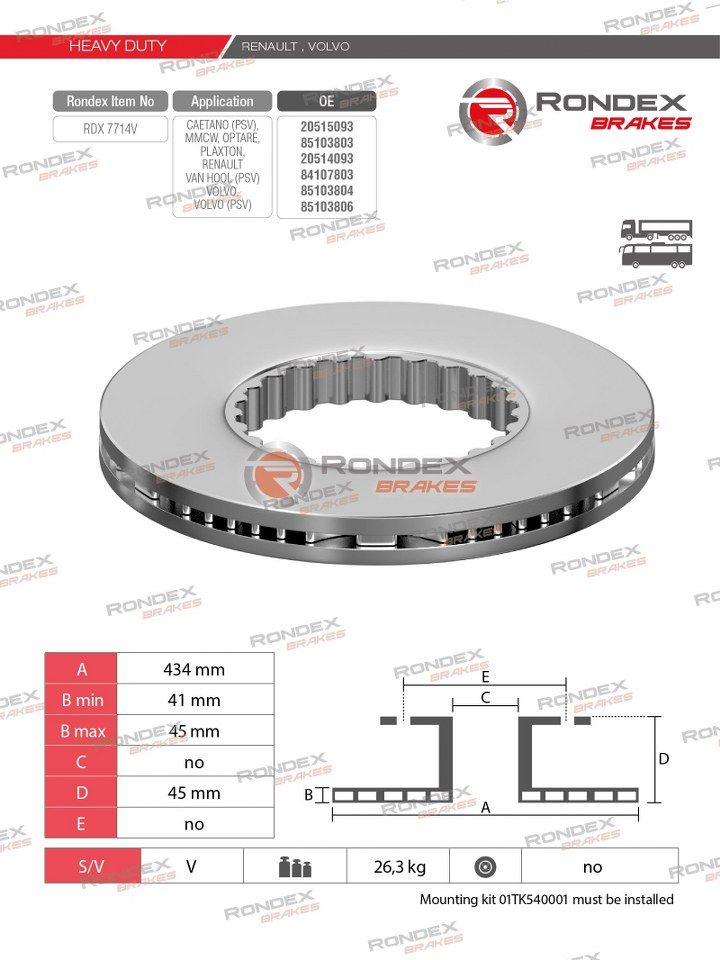 HEAVY DUTY
RENAULT , VOLVO
RONDEX
BRAKES
Rondex Item No
Application
OE
RDX 7714V
CAETANO (PSV),
MMCW, OPTARE,
PLAXTON,
RENAULT
VAN HOOL (PSV)
VOLVO,
VOLVO (PSV)
20515093
85103803
20514093
84107803
85103804
85103806
RONDEX
BRAKES
A 434 mm
B min 41 mm
B max 45 mm
C no
D 45 mm
E no
E
C
D
B
A
S/V V 26,3 kg no
Mounting kit 01TK540001 must be installed